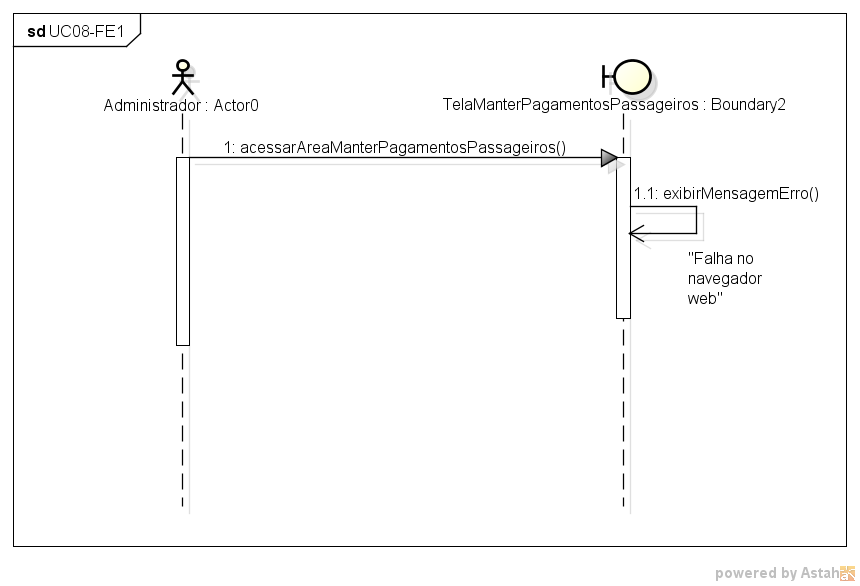 sd UC08-FE1
Administrador : Actor0
TelaManterPagamentosPassageiros : Boundary2
1: acessarAreaManterPagamentosPassageiros()
1.1: exibirMensagemErro()
"Falha no
navegador
web"
powered by Astah